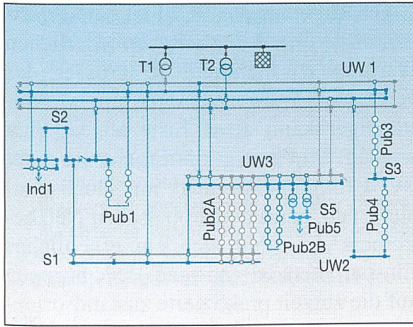 T1
T2
UW 1
S2
Pub3
UW3
S3
Ind1
Pub1
Pub2A
S5
Pub4
Pub5
Pub2B
S1
UW2